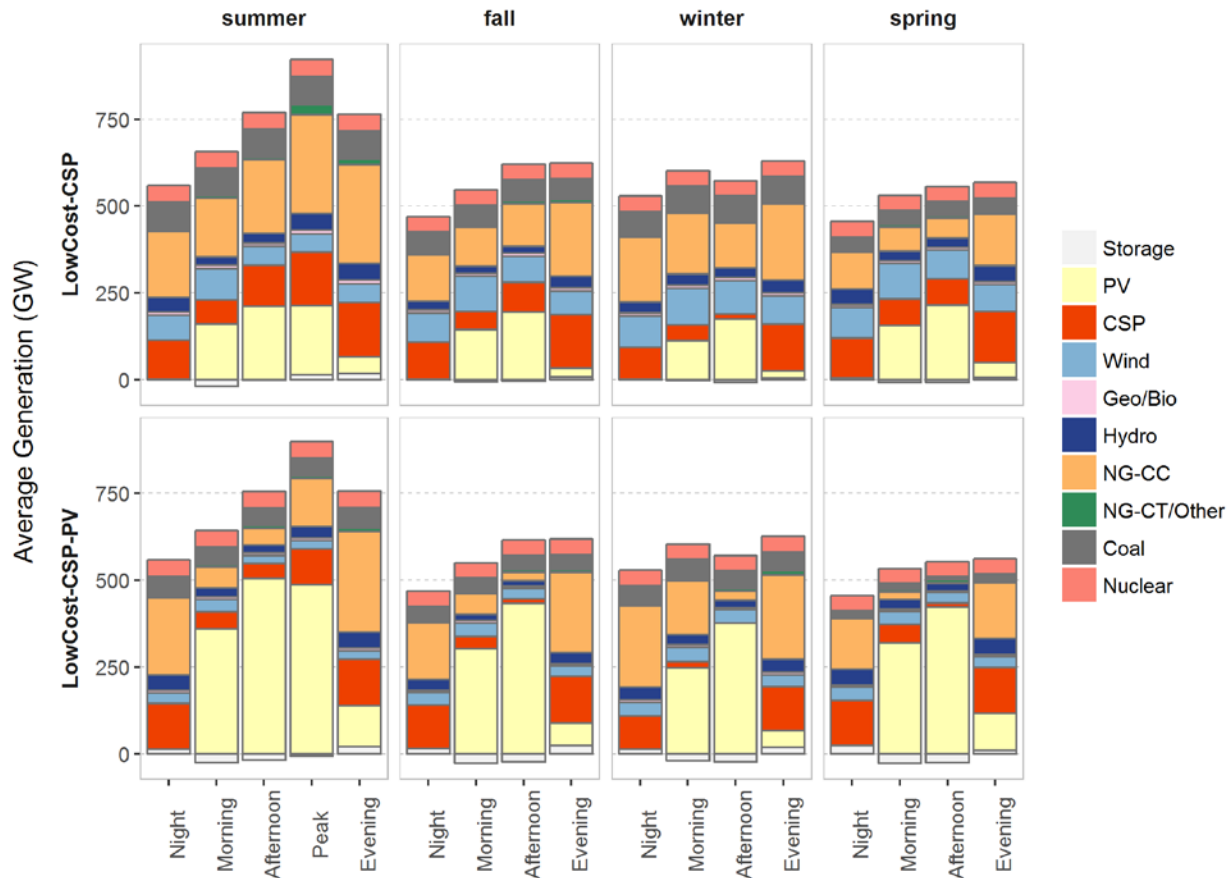 summer fall winter spring
Average Generation (GW)
LowCost-CSP
750
500
250
0
LowCost-CSP-PV
750
500
250
0
Night Morning Afternoon Peak Evening Night Morning Afternoon Evening Night Morning Afternoon Evening Night Morning Afternoon Evening
Storage
PV
CSP
Wind
Geo/Bio
Hydro
NG-CC
NG-CT/Other
Coal
Nuclear